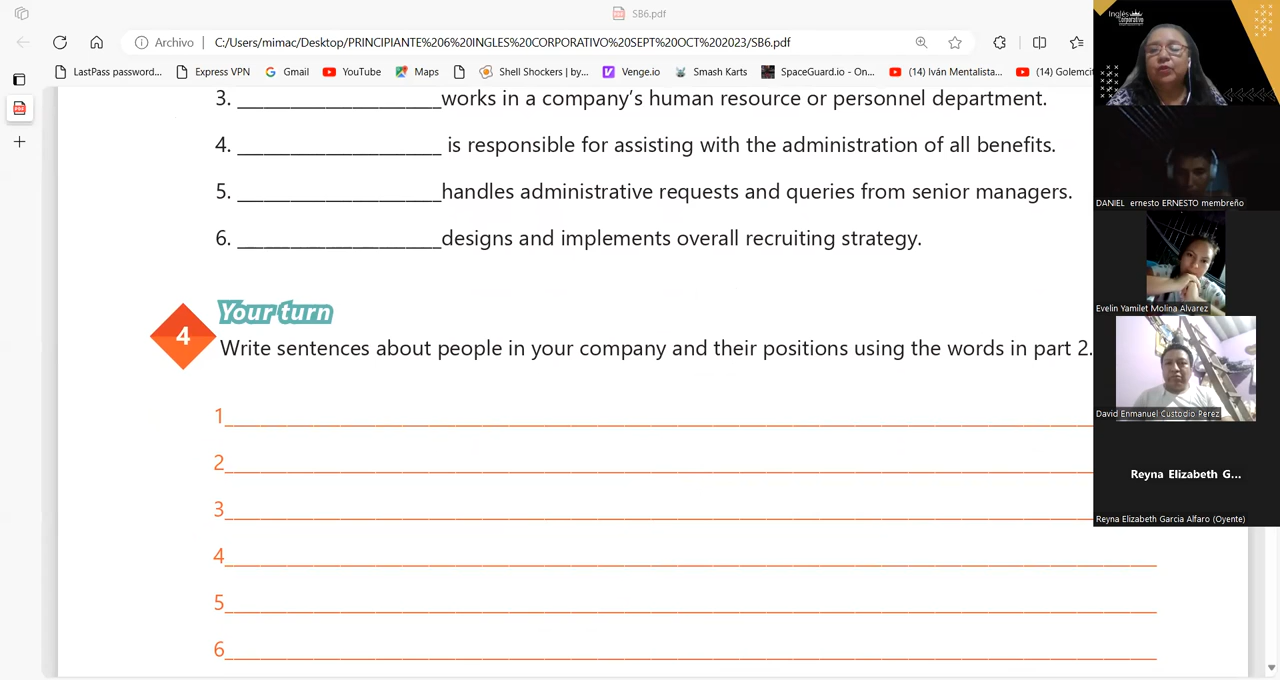 SB6.pdf
Archivo
C:/Users/mimac/Desktop/PRINCIPIANTE%206%20INGLES%20CORPORATIVO%20SEPT%20OCT%202023/SB6.pdf
LastPass password... Express VPN Gmail YouTube Maps Shell Shockers | by... Venge.io Smash Karts SpaceGuard.io - On... (14) Iván Mentalista... (14) Golemcit
3. ____________________works in a company's human resource or personnel department.
4. ____________________ is responsible for assisting with the administration of all benefits.
5. ____________________handles administrative requests and queries from senior managers.
6. ____________________designs and implements overall recruiting strategy.
Your turn
4
Write sentences about people in your company and their positions using the words in part 2.
1
2
3
4
5
6
Inglés
Corporativo
DANIEL ernesto ERNESTO membreño
Evelin Yamilet Molina Alvarez
David Enmanuel Custodio Perez
Reyna Elizabeth G...
Reyna Elizabeth Garcia Alfaro (Oyente)